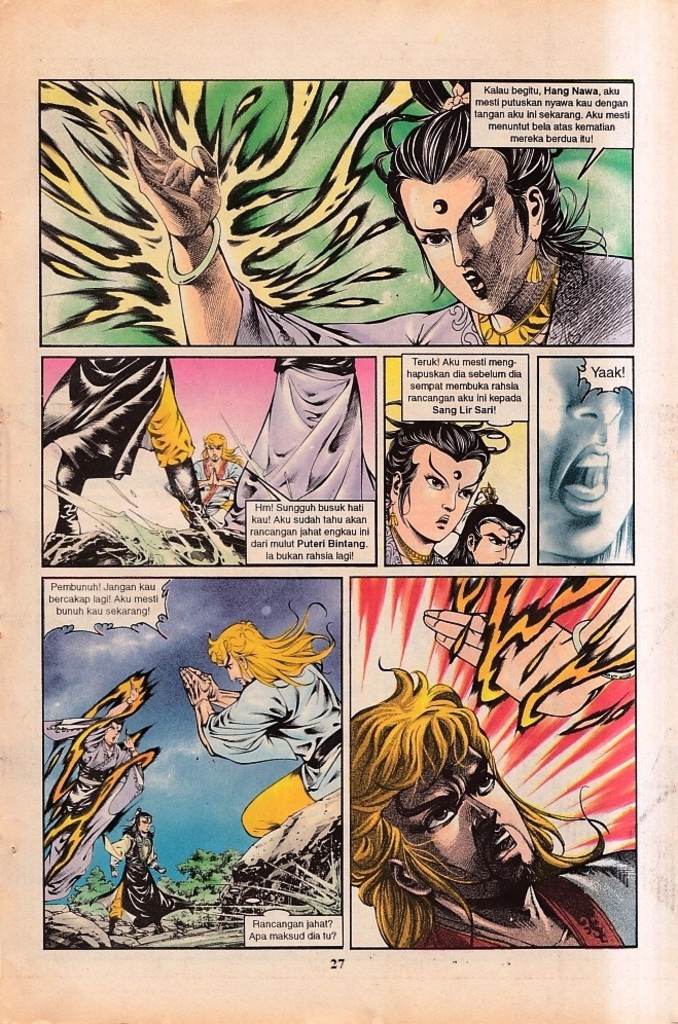 Kalau begitu, Hang Nawa, aku
mesti putuskan nyawa kau dengan
tangan aku ini sekarang. Aku mesti
menuntut bela atas kematian
mereka berdua itu!
Hm! Sungguh busuk hati
kau! Aku sudah tahu akan
rancangan jahat engkau ini
dari mulut Puteri Bintang.
Ia bukan rahsia lagi!
Teruk! Aku mesti meng-
hapuskan dia sebelum dia
sempat membuka rahsia
rancangan aku ini kepada
Sang Lir Sari!
Yaak!
Pembunuh! Jangan kau
bercakap lagi! Aku mesti
bunuh kau sekarang!
Rancangan jahat?
Apa maksud dia tu?
27